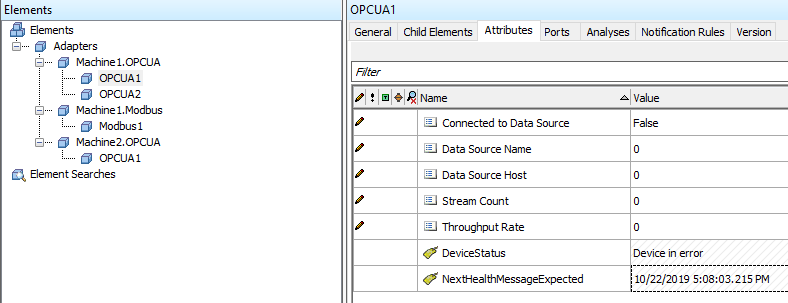 Elements
Elements
Adapters
Machine1.OPCUA
OPCUA1
OPCUA2
Machine1.Modbus
Modbus1
Machine2.OPCUA
OPCUA1
Element Searches
OPCUA1
General Child Elements Attributes Ports Analyses Notification Rules Version
Filter
Name Value
Connected to Data Source False
Data Source Name 0
Data Source Host 0
Stream Count 0
Throughput Rate 0
DeviceStatus Device in error
NextHealthMessageExpected 10/22/2019 5:08:03.215 PM